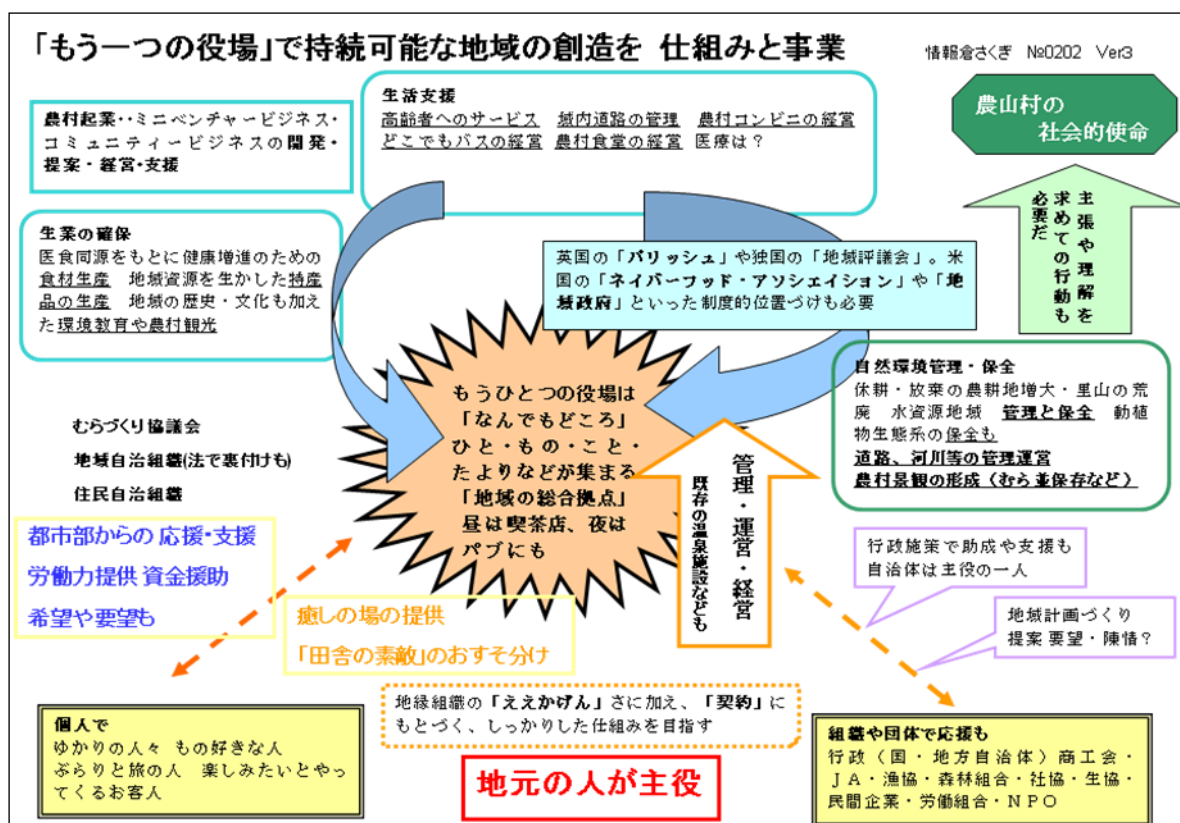 「もう一つの役場」で持続可能な地域の創造を 仕組みと事業
情報倉さくぎ №0202 Ver3
農村起業‥ミニベンチャービジネス・
コミュニティービジネスの開発・
提案・経営・支援
生活支援
高齢者へのサービス 域内道路の管理 農村コンビニの経営
どこでもバスの経営 農村食堂の経営 医療は？
農山村の
社会的使命
主張や理解を
求めての行動も
必要だ
生業の確保
医食同源をもとに健康増進のための
食材生産 地域資源を生かした特産
品の生産 地域の歴史・文化も加え
た環境教育や農村観光
英国の「パリッシュ」や独国の「地域評議会」。米
国の「ネイバーフッド・アソシェイション」や「地
域政府」といった制度的位置づけも必要
自然環境管理・保全
休耕・放棄の農耕地増大・里山の荒
廃 水資源地域 管理と保全 動植
物生態系の保全も
道路、河川等の管理運営
農村景観の形成（むら並保存など）
もうひとつの役場は
「なんでもどころ」
ひと・もの・こと・
たよりなどが集まる
「地域の総合拠点」
昼は喫茶店、夜は
パブにも
むらづくり協議会
地域自治組織(法で裏付けも)
住民自治組織
管理・運営・経営
既存の温泉施設なども
都市部からの 応援・支援
労働力提供 資金援助
希望や要望も
癒しの場の提供
「田舎の素敵」のおすそ分け
行政施策で助成や支援も
自治体は主役の一人
地域計画づくり
提案 要望・陳情？
地縁組織の「ええかげん」さに加え、「契約」に
もとづく、しっかりした仕組みを目指す
個人で
ゆかりの人々 もの好きな人
ぶらりと旅の人 楽しみたいとやっ
てくるお客人
地元の人が主役
組織や団体で応援も
行政（国・地方自治体）商工会・
ＪＡ・漁協・森林組合・社協・生協・
民間企業・労働組合・ＮＰＯ